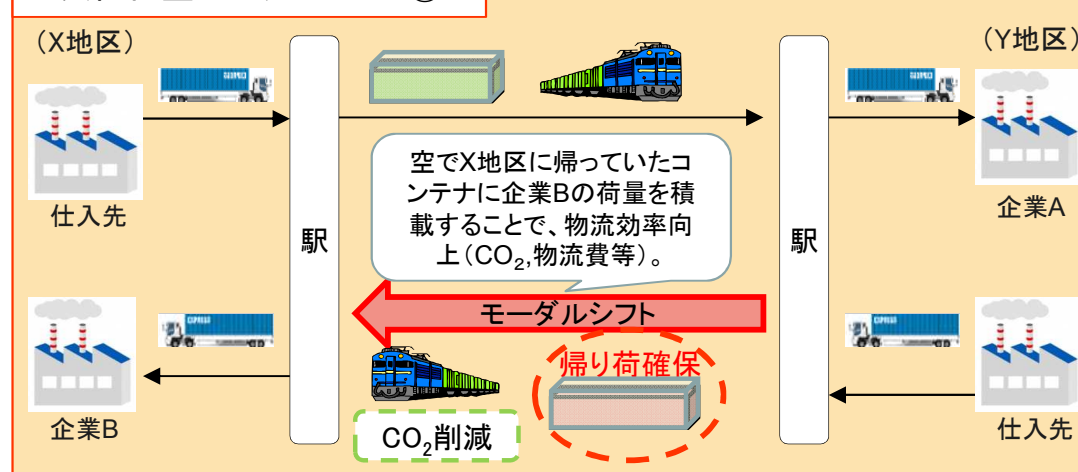 (X地区)
(Y地区)
仕入先
企業A
駅
駅
空でX地区に帰っていたコ
ンテナに企業Bの荷量を積
載することで、物流効率向
上(CO₂,物流費等)。
モーダルシフト
帰り荷確保
CO₂削減
企業B
仕入先